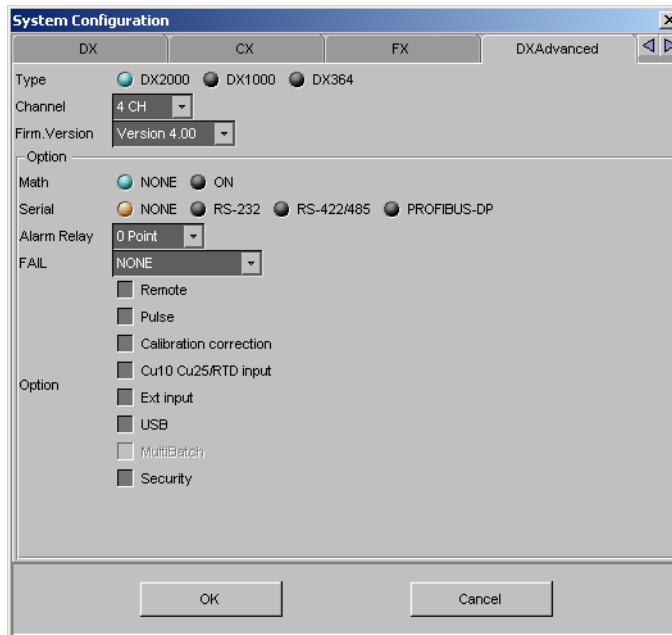 System Configuration
DX CX FX DXAdvanced
Type DX2000 DX1000 DX364
Channel 4 CH
Firm.Version Version 4.00
Option
Math NONE ON
Serial NONE RS-232 RS-422/485 PROFIBUS-DP
Alarm Relay 0 Point
FAIL NONE
Remote
Pulse
Calibration correction
Cu10 Cu25/RTD input
Option
Ext input
USB
MultiBatch
Security
OK Cancel